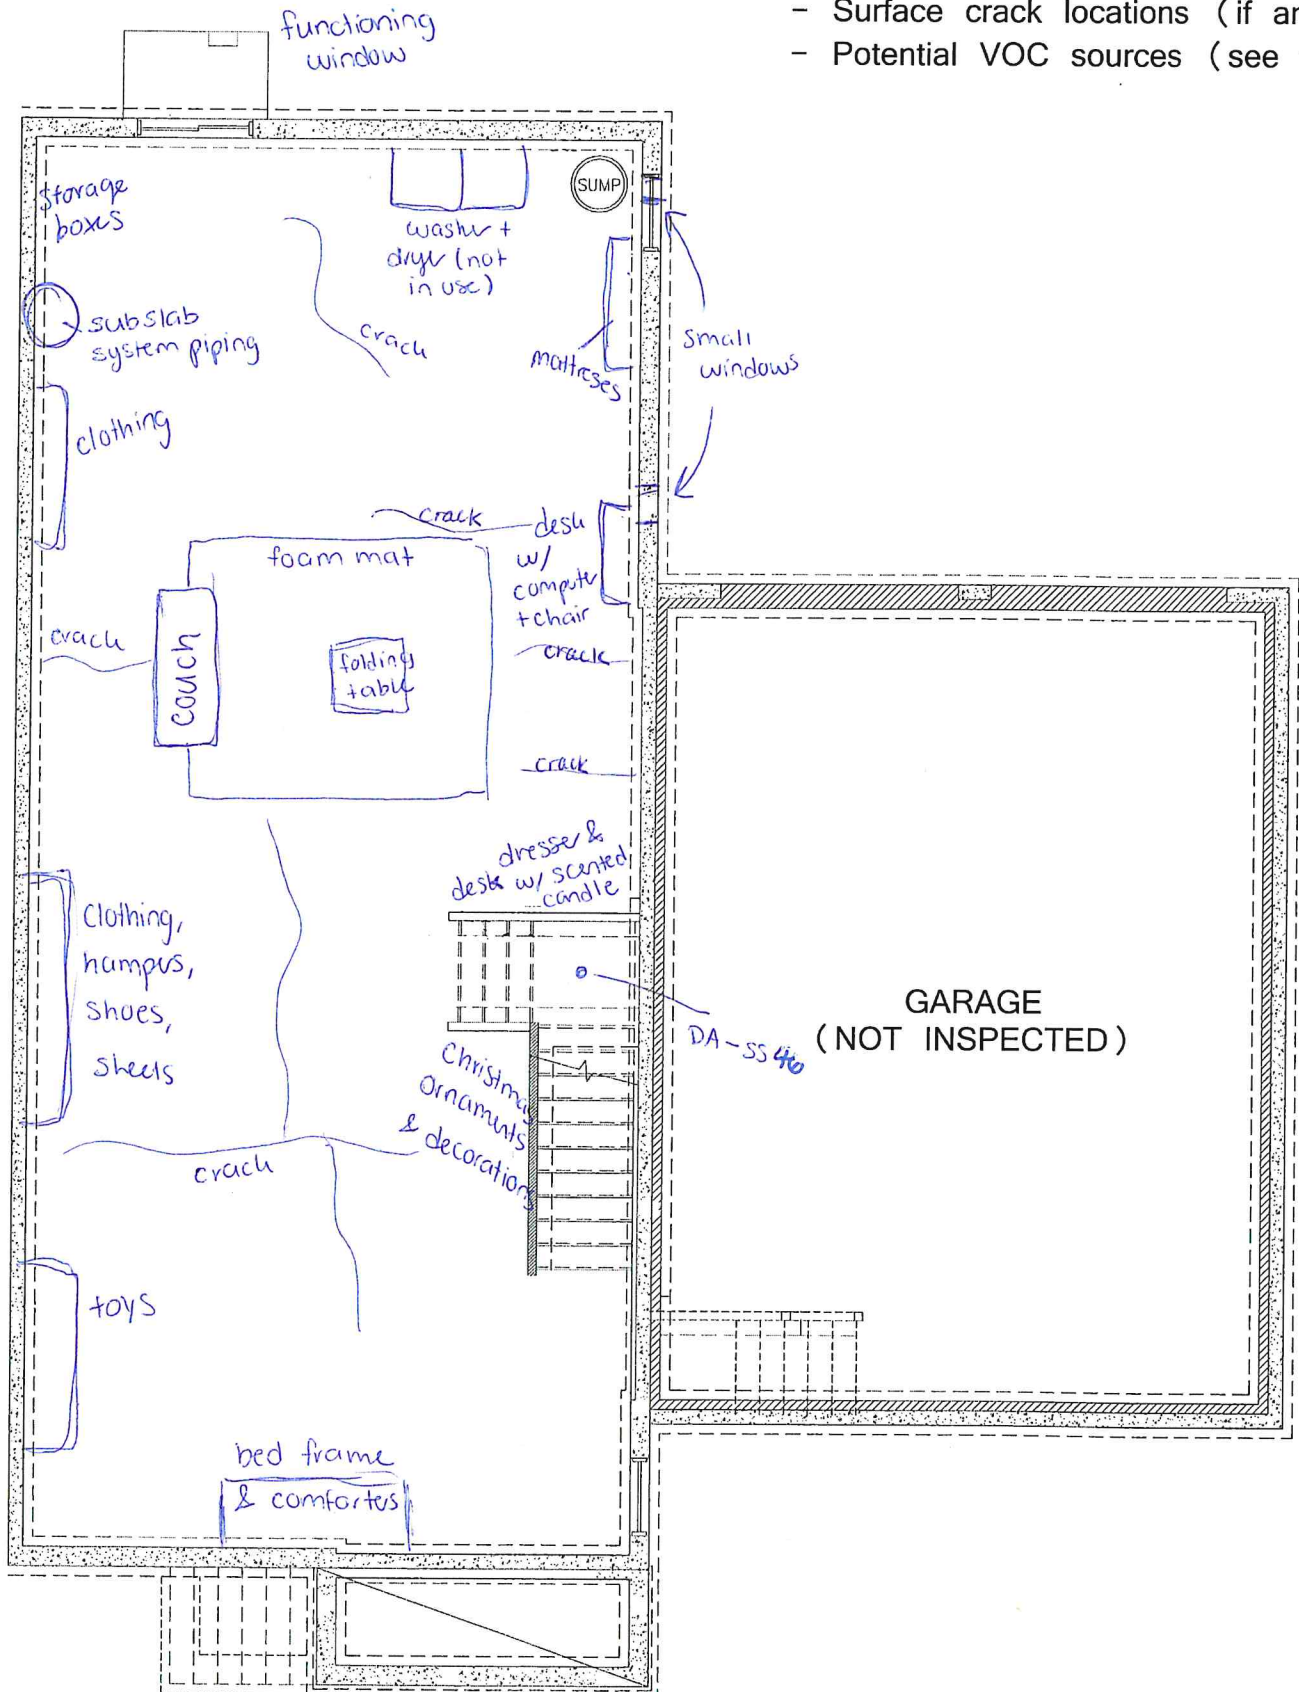 - Surface crack locations (if an
- Potential VOC sources (see
functioning
window
SUMP
Storage
boxes
washer +
dryer (not
in use)
subslab
system piping
crack
mattreses
small
windows
clothing
crack
desk
w/
computer
+ chair
foam mat
crack
couch
folding
table
crack
crack
dresser &
desk w/ scented
candle
Clothing,
hampers,
shoes,
sheets
DA-SS46
GARAGE
(NOT INSPECTED)
Christmas
ornaments
& decorations
crack
toys
bed frame
& comforters